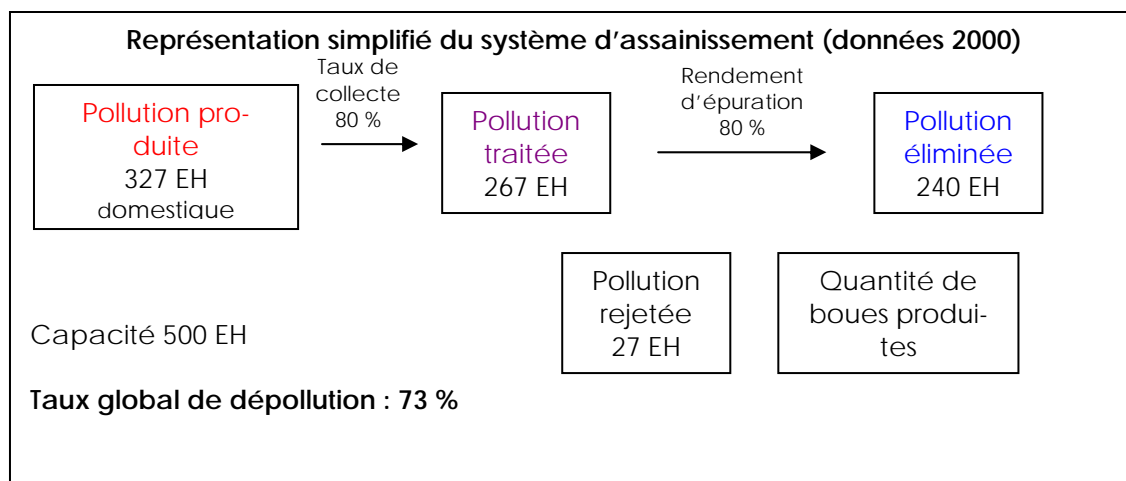 Représentation simplifié du système d'assainissement (données 2000)
Taux de
collecte
80 %
Rendement
d'épuration
80 %
Pollution pro-
duite
327 EH
domestique
Pollution
traitée
267 EH
Pollution
éliminée
240 EH
Pollution
rejetée
27 EH
Quantité de
boues produi-
tes
Capacité 500 EH
Taux global de dépollution : 73 %